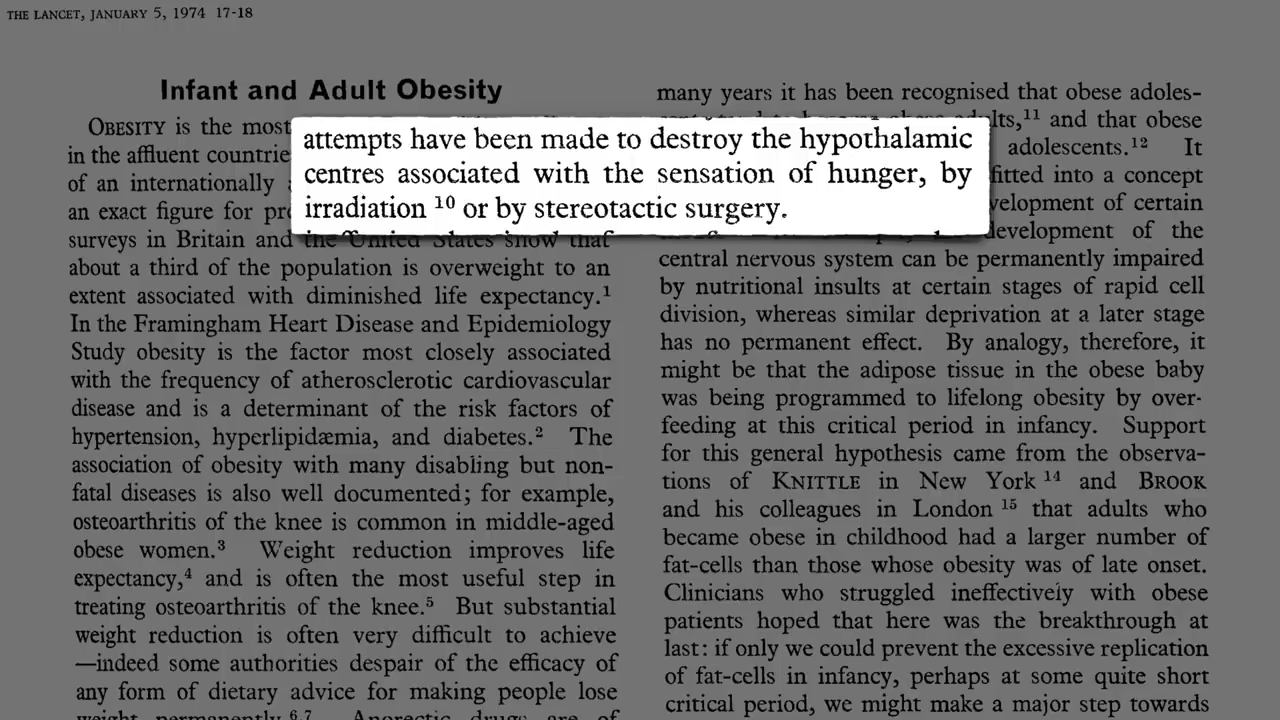 THE LANCET, JANUARY 5, 1974 17-18
Infant and Adult Obesity
OBESITY is the most
in the affluent countrie
of an internationally
an exact figure for pr
surveys in Britain and the United States show that
about a third of the population is overweight to an
extent associated with diminished life expectancy.¹
In the Framingham Heart Disease and Epidemiology
Study obesity is the factor most closely associated
with the frequency of atherosclerotic cardiovascular
disease and is a determinant of the risk factors of
hypertension, hyperlipidæmia, and diabetes.² The
association of obesity with many disabling but non-
fatal diseases is also well documented; for example,
osteoarthritis of the knee is common in middle-aged
obese women.³ Weight reduction improves life
expectancy,⁴ and is often the most useful step in
treating osteoarthritis of the knee.⁵ But substantial
weight reduction is often very difficult to achieve
—indeed some authorities despair of the efficacy of
any form of dietary advice for making people lose
weight permanently.⁶,⁷ Anorectic drugs are of
attempts have been made to destroy the hypothalamic
centres associated with the sensation of hunger, by
irradiation ¹⁰ or by stereotactic surgery.
many years it has been recognised that obese adoles-
adults,¹¹ and that obese
adolescents.¹² It
fitted into a concept
velopment of certain
development of the
central nervous system can be permanently impaired
by nutritional insults at certain stages of rapid cell
division, whereas similar deprivation at a later stage
has no permanent effect. By analogy, therefore, it
might be that the adipose tissue in the obese baby
was being programmed to lifelong obesity by over-
feeding at this critical period in infancy. Support
for this general hypothesis came from the observa-
tions of KNITTLE in New York ¹⁴ and BROOK
and his colleagues in London ¹⁵ that adults who
became obese in childhood had a larger number of
fat-cells than those whose obesity was of late onset.
Clinicians who struggled ineffectively with obese
patients hoped that here was the breakthrough at
last: if only we could prevent the excessive replication
of fat-cells in infancy, perhaps at some quite short
critical period, we might make a major step towards